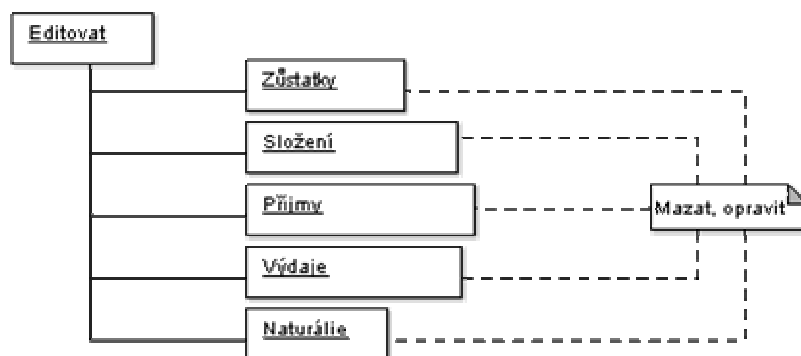 Editovat
Zůstatky
Složení
Příjmy
Mazat, opravit
Výdaje
Naturálie